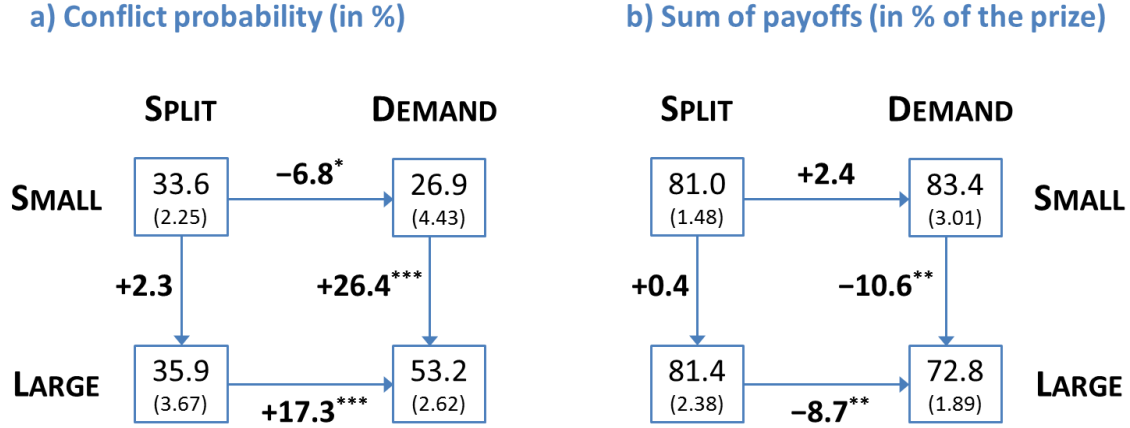 a) Conflict probability (in %)
b) Sum of payoffs (in % of the prize)
SPLIT
DEMAND
SPLIT
DEMAND
SMALL
33.6
(2.25)
−6.8*
26.9
(4.43)
81.0
(1.48)
+2.4
83.4
(3.01)
SMALL
+2.3
+26.4***
+0.4
−10.6**
LARGE
35.9
(3.67)
+17.3***
53.2
(2.62)
81.4
(2.38)
−8.7**
72.8
(1.89)
LARGE